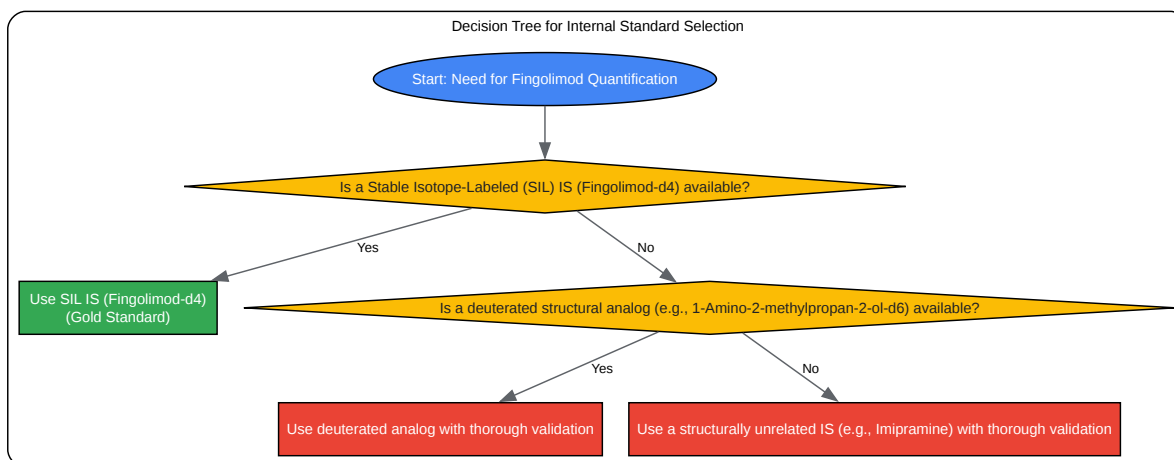 Decision Tree for Internal Standard Selection
Start: Need for Fingolimod Quantification
Is a Stable Isotope-Labeled (SIL) IS (Fingolimod-d4) available?
Yes
No
Use SIL IS (Fingolimod-d4)
(Gold Standard)
Is a deuterated structural analog (e.g., 1-Amino-2-methylpropan-2-ol-d6) available?
Yes
No
Use deuterated analog with thorough validation
Use a structurally unrelated IS (e.g., Imipramine) with thorough validation